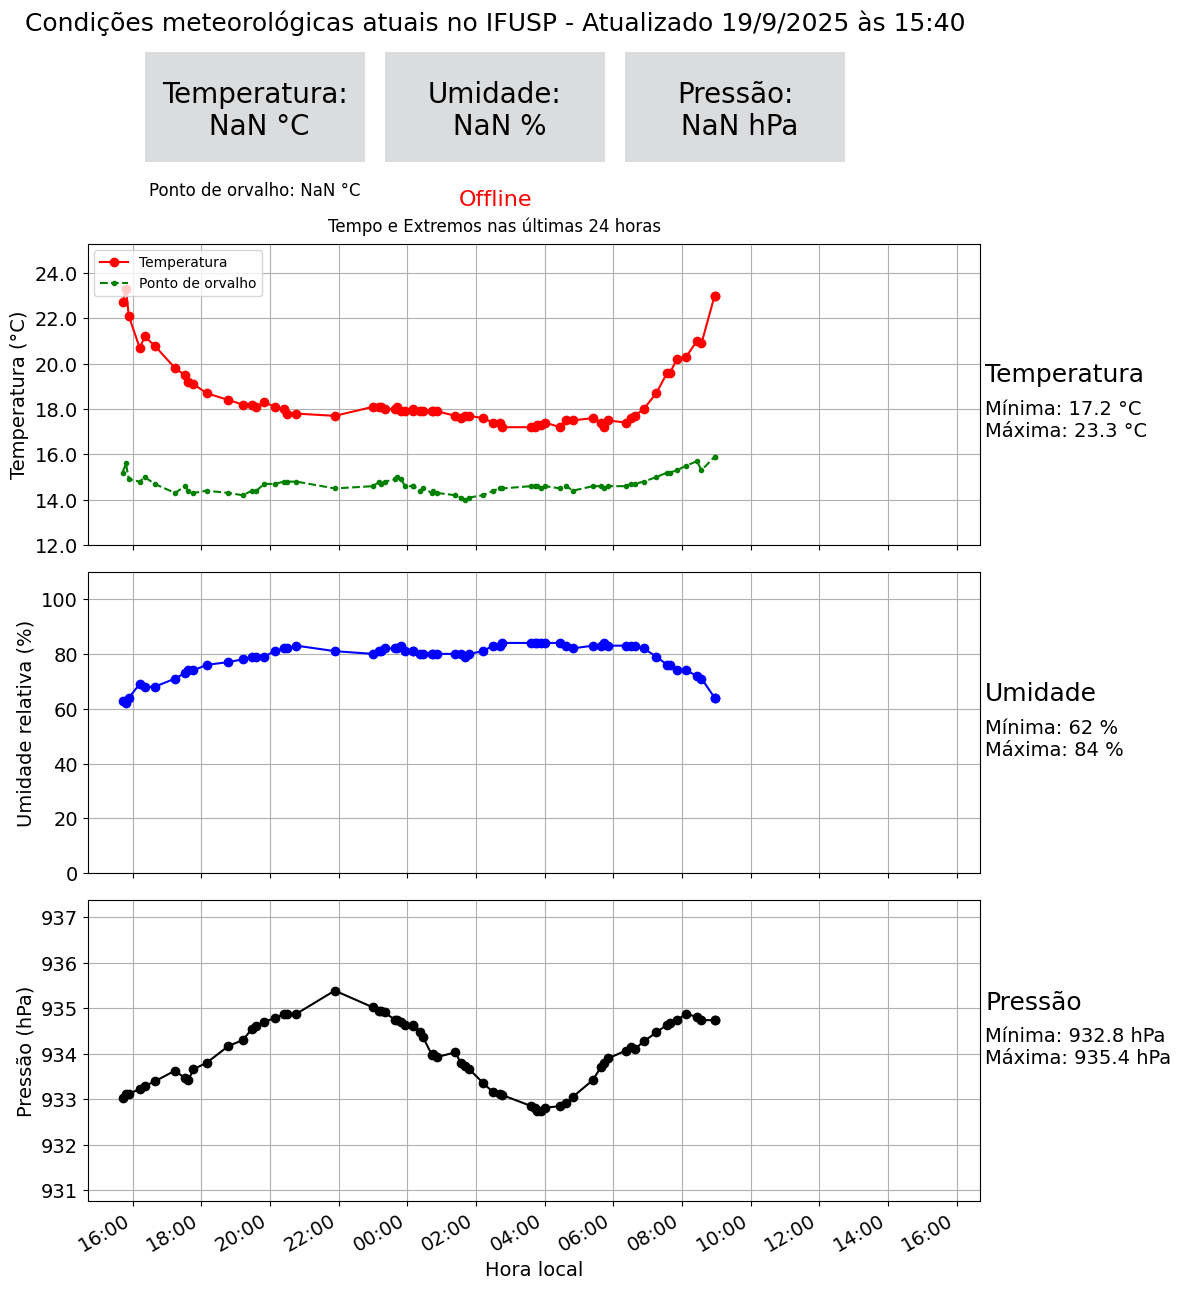 Condições meteorológicas atuais no IFUSP - Atualizado 19/9/2025 às 15:40
Temperatura:
NaN °C
Umidade:
NaN %
Pressão:
NaN hPa
Ponto de orvalho: NaN °C
Offline
Tempo e Extremos nas últimas 24 horas
Temperatura
Ponto de orvalho
Temperatura (°C)
24.0
22.0
20.0
18.0
16.0
14.0
12.0
Temperatura
Mínima: 17.2 °C
Máxima: 23.3 °C
Umidade relativa (%)
100
80
60
40
20
0
Umidade
Mínima: 62 %
Máxima: 84 %
Pressão (hPa)
937
936
935
934
933
932
931
Pressão
Mínima: 932.8 hPa
Máxima: 935.4 hPa
16:00 18:00 20:00 22:00 00:00 02:00 04:00 06:00 08:00 10:00 12:00 14:00 16:00
Hora local